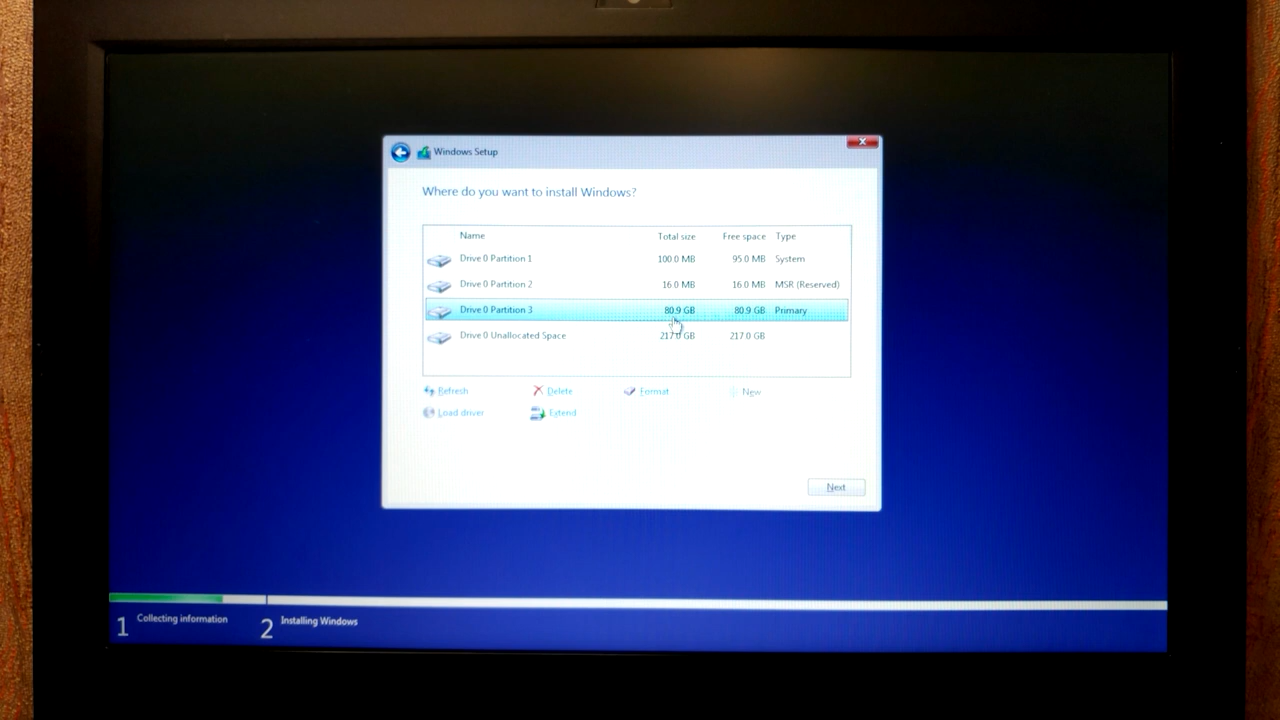 Windows Setup
Where do you want to install Windows?
Name Total size Free space Type
Drive 0 Partition 1 100.0 MB 95.0 MB System
Drive 0 Partition 2 16.0 MB 16.0 MB MSR (Reserved)
Drive 0 Partition 3 80.9 GB 80.9 GB Primary
Drive 0 Unallocated Space 217.0 GB 217.0 GB
Refresh Delete Format New
Load driver Extend
Next
1 Collecting information 2 Installing Windows